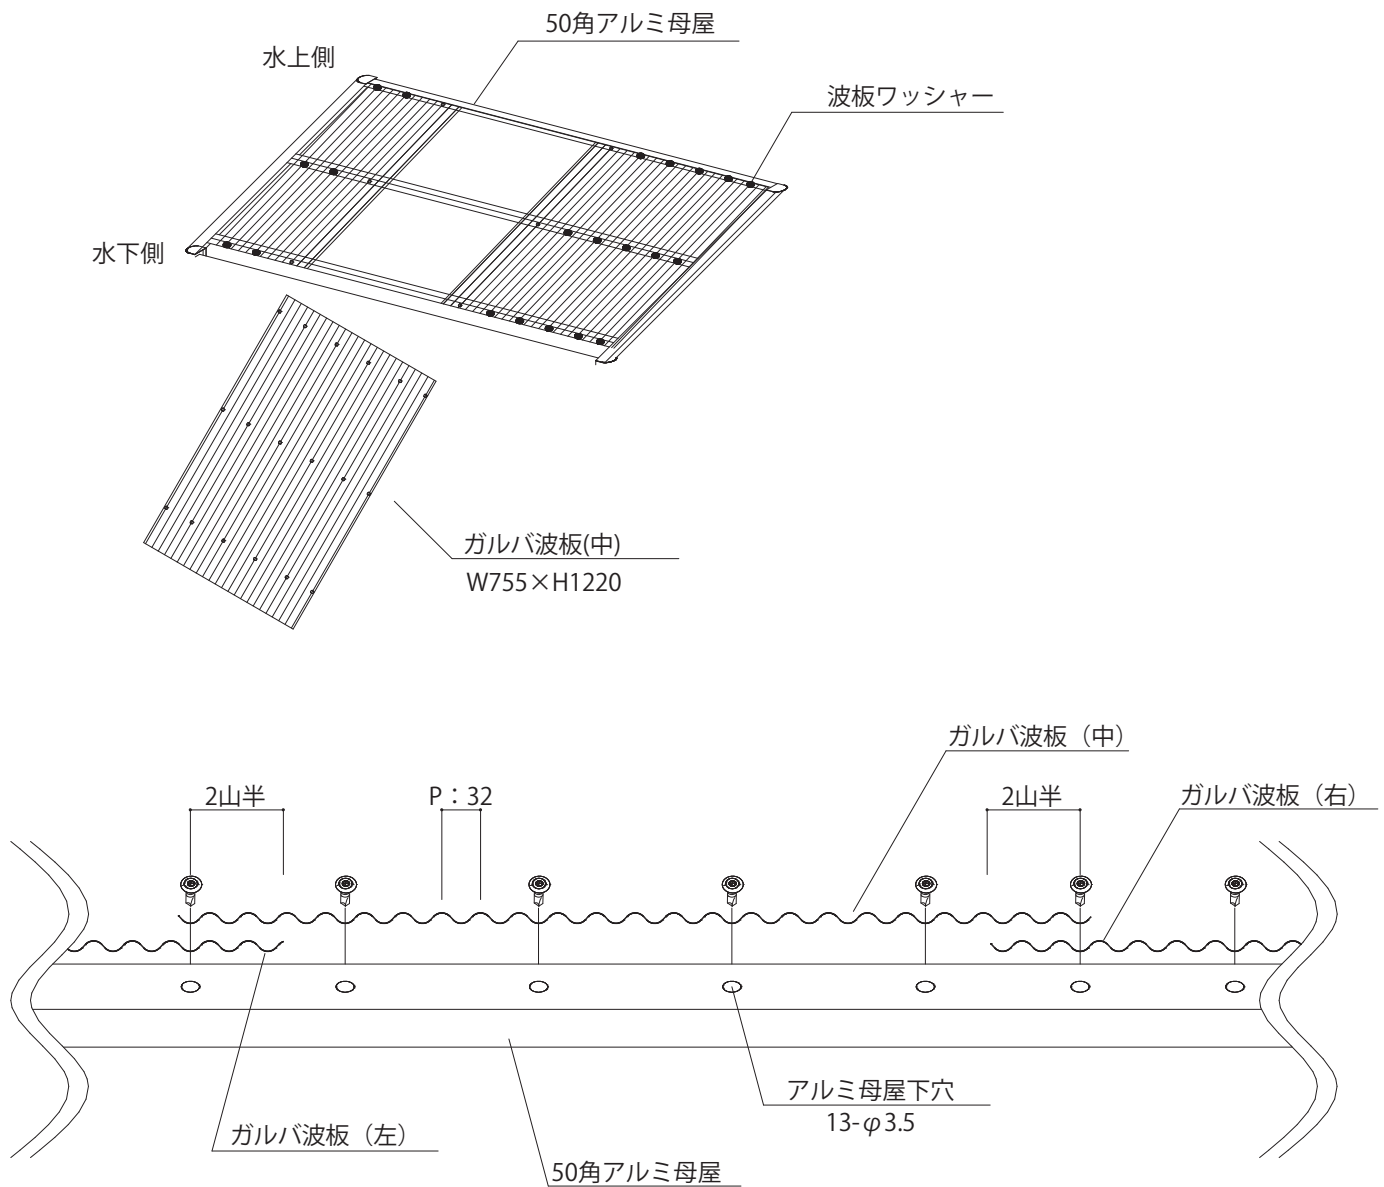 50角アルミ母屋
水上側
波板ワッシャー
水下側
ガルバ波板(中)
W755×H1220
ガルバ波板（中）
2山半
P：32
2山半
ガルバ波板（右）
アルミ母屋下穴
13-φ3.5
ガルバ波板（左）
50角アルミ母屋